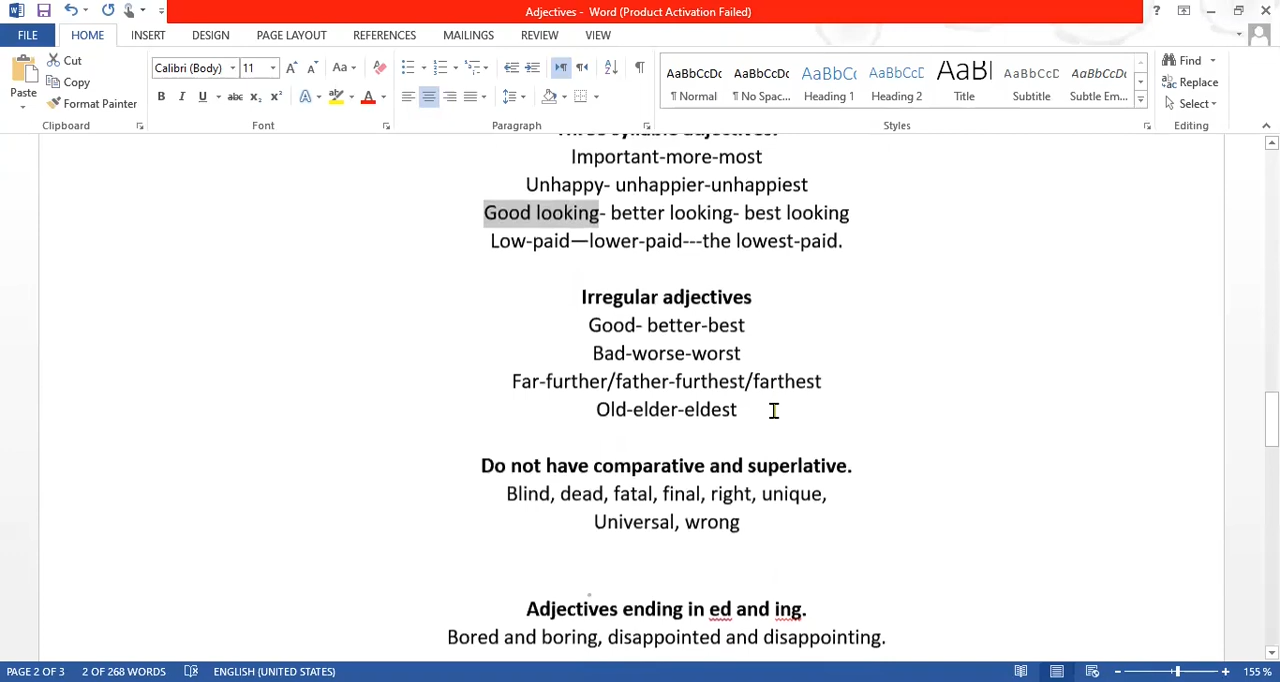 Adjectives - Word (Product Activation Failed)
FILE HOME INSERT DESIGN PAGE LAYOUT REFERENCES MAILINGS REVIEW VIEW
Cut
Copy
Format Painter
Paste
Clipboard
Calibri (Body) 11
Font
Paragraph
AaBbCcDc AaBbCcDc AaBbCc AaBbCcD AaBl AaBbCcD AaBbCcDc
¶ Normal ¶ No Spac... Heading 1 Heading 2 Title Subtitle Subtle Em...
Styles
Find
Replace
Select
Editing
Three syllable adjectives.
Important-more-most
Unhappy- unhappier-unhappiest
Good looking- better looking- best looking
Low-paid—lower-paid---the lowest-paid.
Irregular adjectives
Good- better-best
Bad-worse-worst
Far-further/father-furthest/farthest
Old-elder-eldest
Do not have comparative and superlative.
Blind, dead, fatal, final, right, unique,
Universal, wrong
Adjectives ending in ed and ing.
Bored and boring, disappointed and disappointing.
PAGE 2 OF 3 2 OF 268 WORDS ENGLISH (UNITED STATES) 155 %